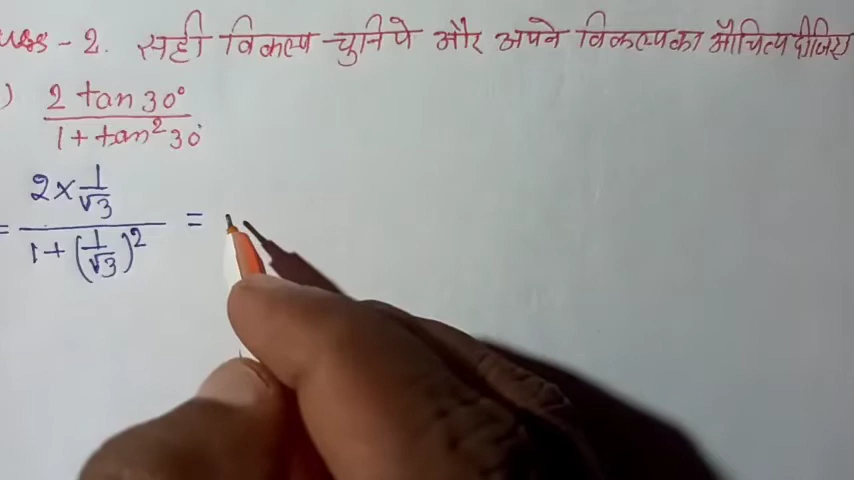 ues - 2. सही विकल्प चुनिये और अपने विकल्प का औचित्य दीजिए
) 2 tan 30°
1 + tan² 30°
= 2 × 1/√3
1 + (1/√3)² =